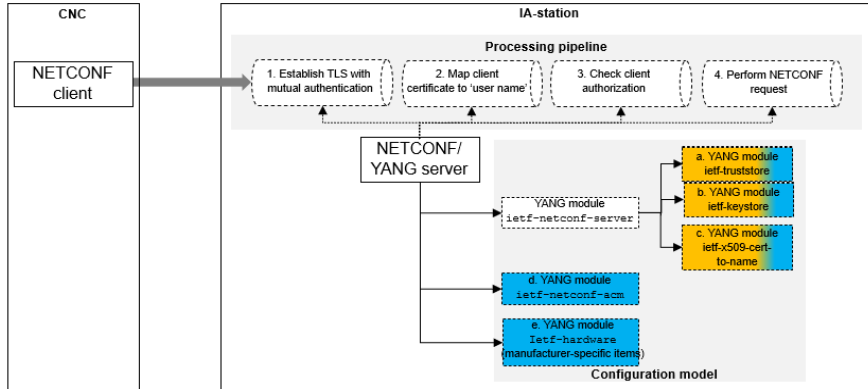 CNC
IA-station
Processing pipeline
NETCONF
client
1. Establish TLS with
mutual authentication
2. Map client
certificate to ‘user name’
3. Check client
authorization
4. Perform NETCONF
request
NETCONF/
YANG server
YANG module
ietf-netconf-server
a. YANG module
ietf-truststore
b. YANG module
ietf-keystore
c. YANG module
ietf-x509-cert-
to-name
d. YANG module
ietf-netconf-acm
e. YANG module
Ietf-hardware
(manufacturer-specific items)
Configuration model